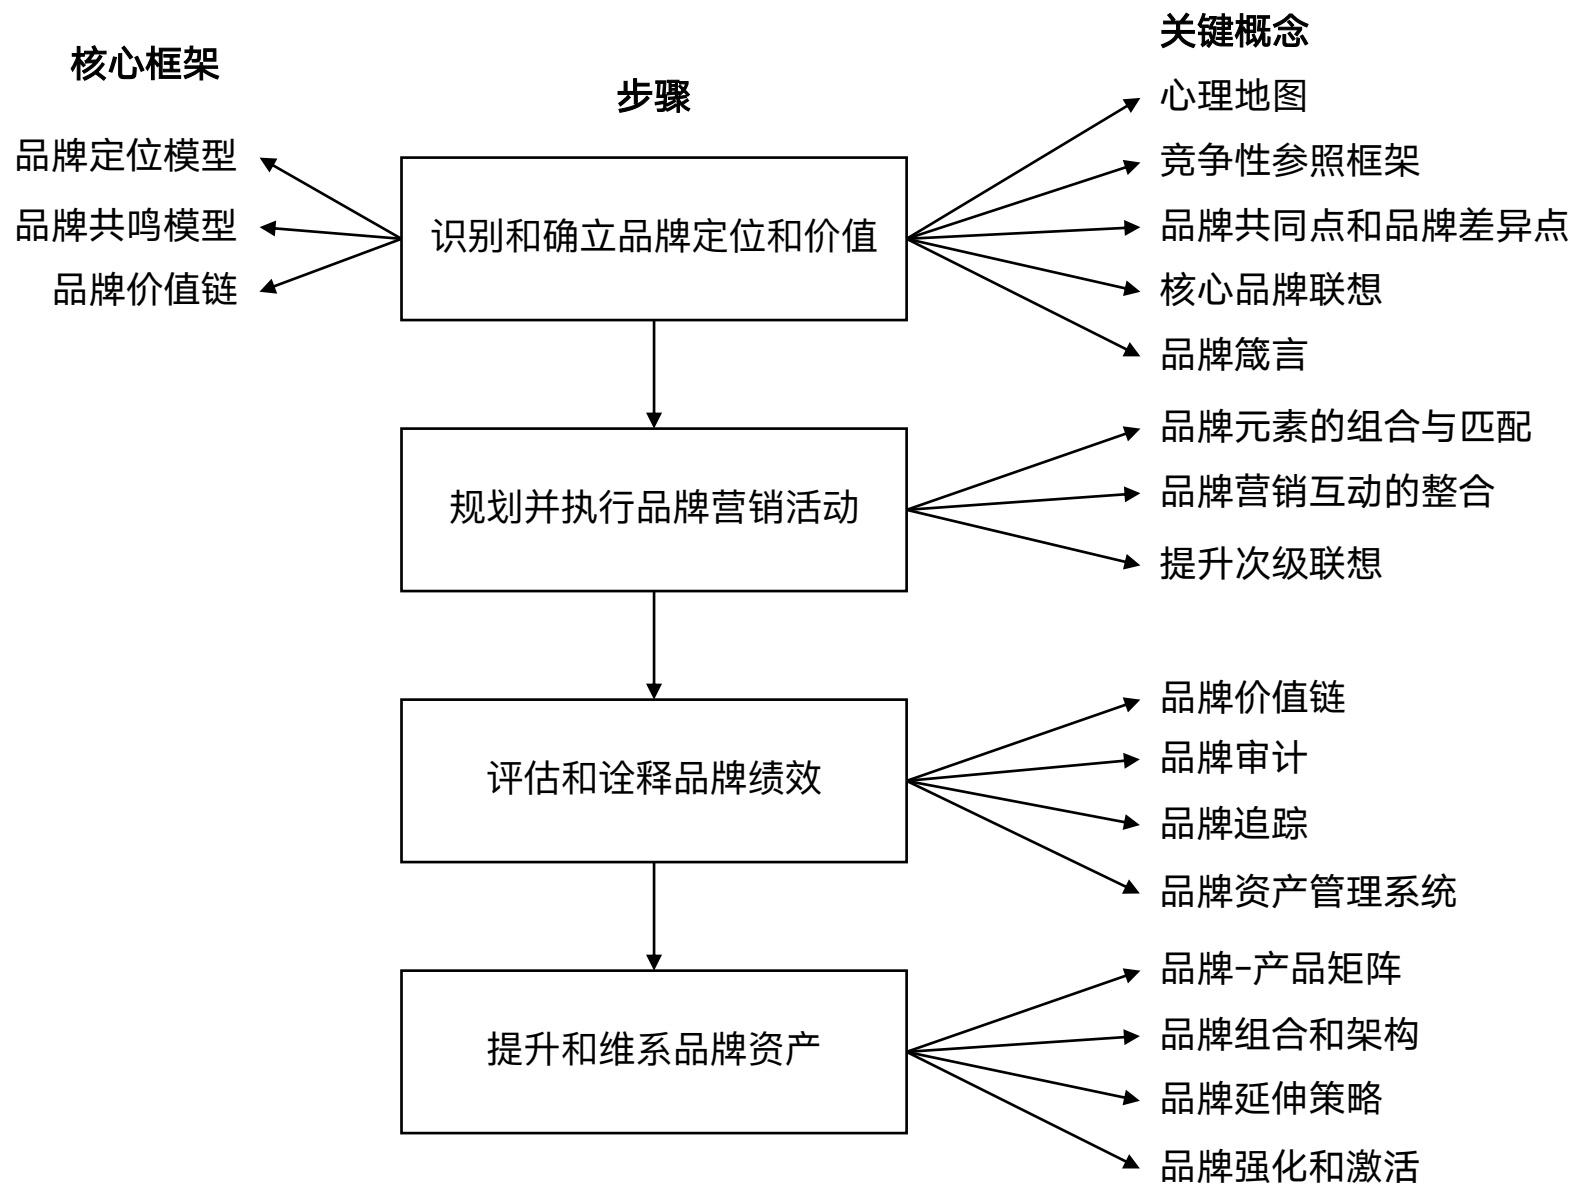 核心框架
品牌定位模型
品牌共鸣模型
品牌价值链
步骤
识别和确立品牌定位和价值
规划并执行品牌营销活动
评估和诠释品牌绩效
提升和维系品牌资产
关键概念
心理地图
竞争性参照框架
品牌共同点和品牌差异点
核心品牌联想
品牌箴言
品牌元素的组合与匹配
品牌营销互动的整合
提升次级联想
品牌价值链
品牌审计
品牌追踪
品牌资产管理系统
品牌–产品矩阵
品牌组合和架构
品牌延伸策略
品牌强化和激活